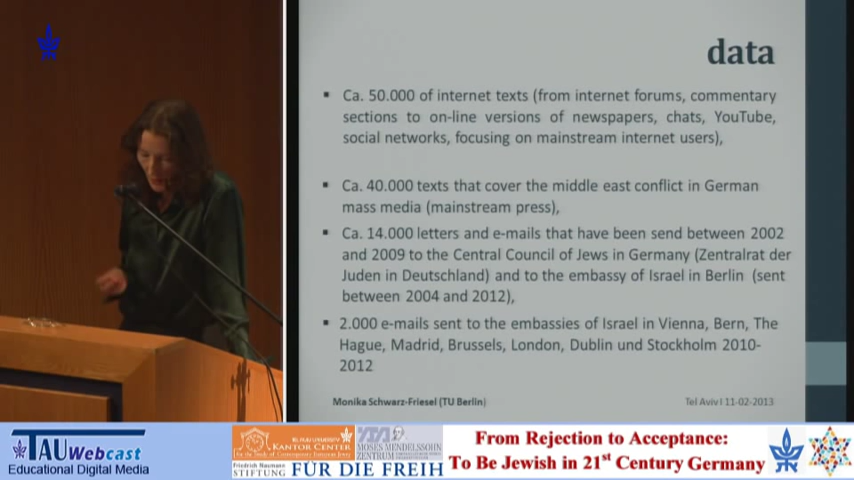 data
Ca. 50.000 of internet texts (from internet forums, commentary
sections to on-line versions of newspapers, chats, YouTube,
social networks, focusing on mainstream internet users),
Ca. 40.000 texts that cover the middle east conflict in German
mass media (mainstream press),
Ca. 14.000 letters and e-mails that have been send between 2002
and 2009 to the Central Council of Jews in Germany (Zentralrat der
Juden in Deutschland) and to the embassy of Israel in Berlin (sent
between 2004 and 2012),
2.000 e-mails sent to the embassies of Israel in Vienna, Bern, The
Hague, Madrid, Brussels, London, Dublin und Stockholm 2010-
2012
Monika Schwarz-Friesel (TU Berlin)
Tel Aviv I 11-02-2013
TAU Webcast
Educational Digital Media
KANTOR CENTER
MOSES MENDELSSOHN
ZENTRUM
Friedrich Naumann
STIFTUNG FÜR DIE FREIH
From Rejection to Acceptance:
To Be Jewish in 21st Century Germany